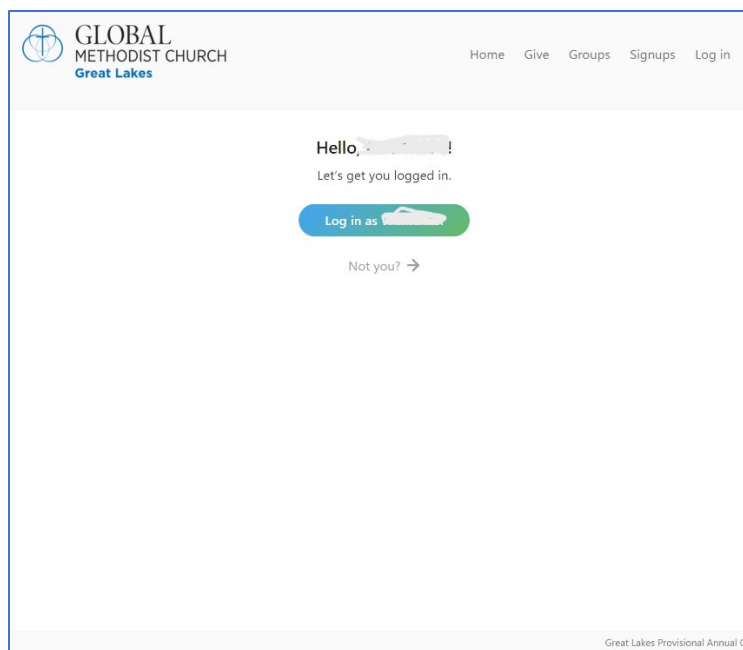 GLOBAL
METHODIST CHURCH
Great Lakes
Home Give Groups Signups Log in
Hello, !
Let's get you logged in.
Log in as
Not you?
Great Lakes Provisional Annual